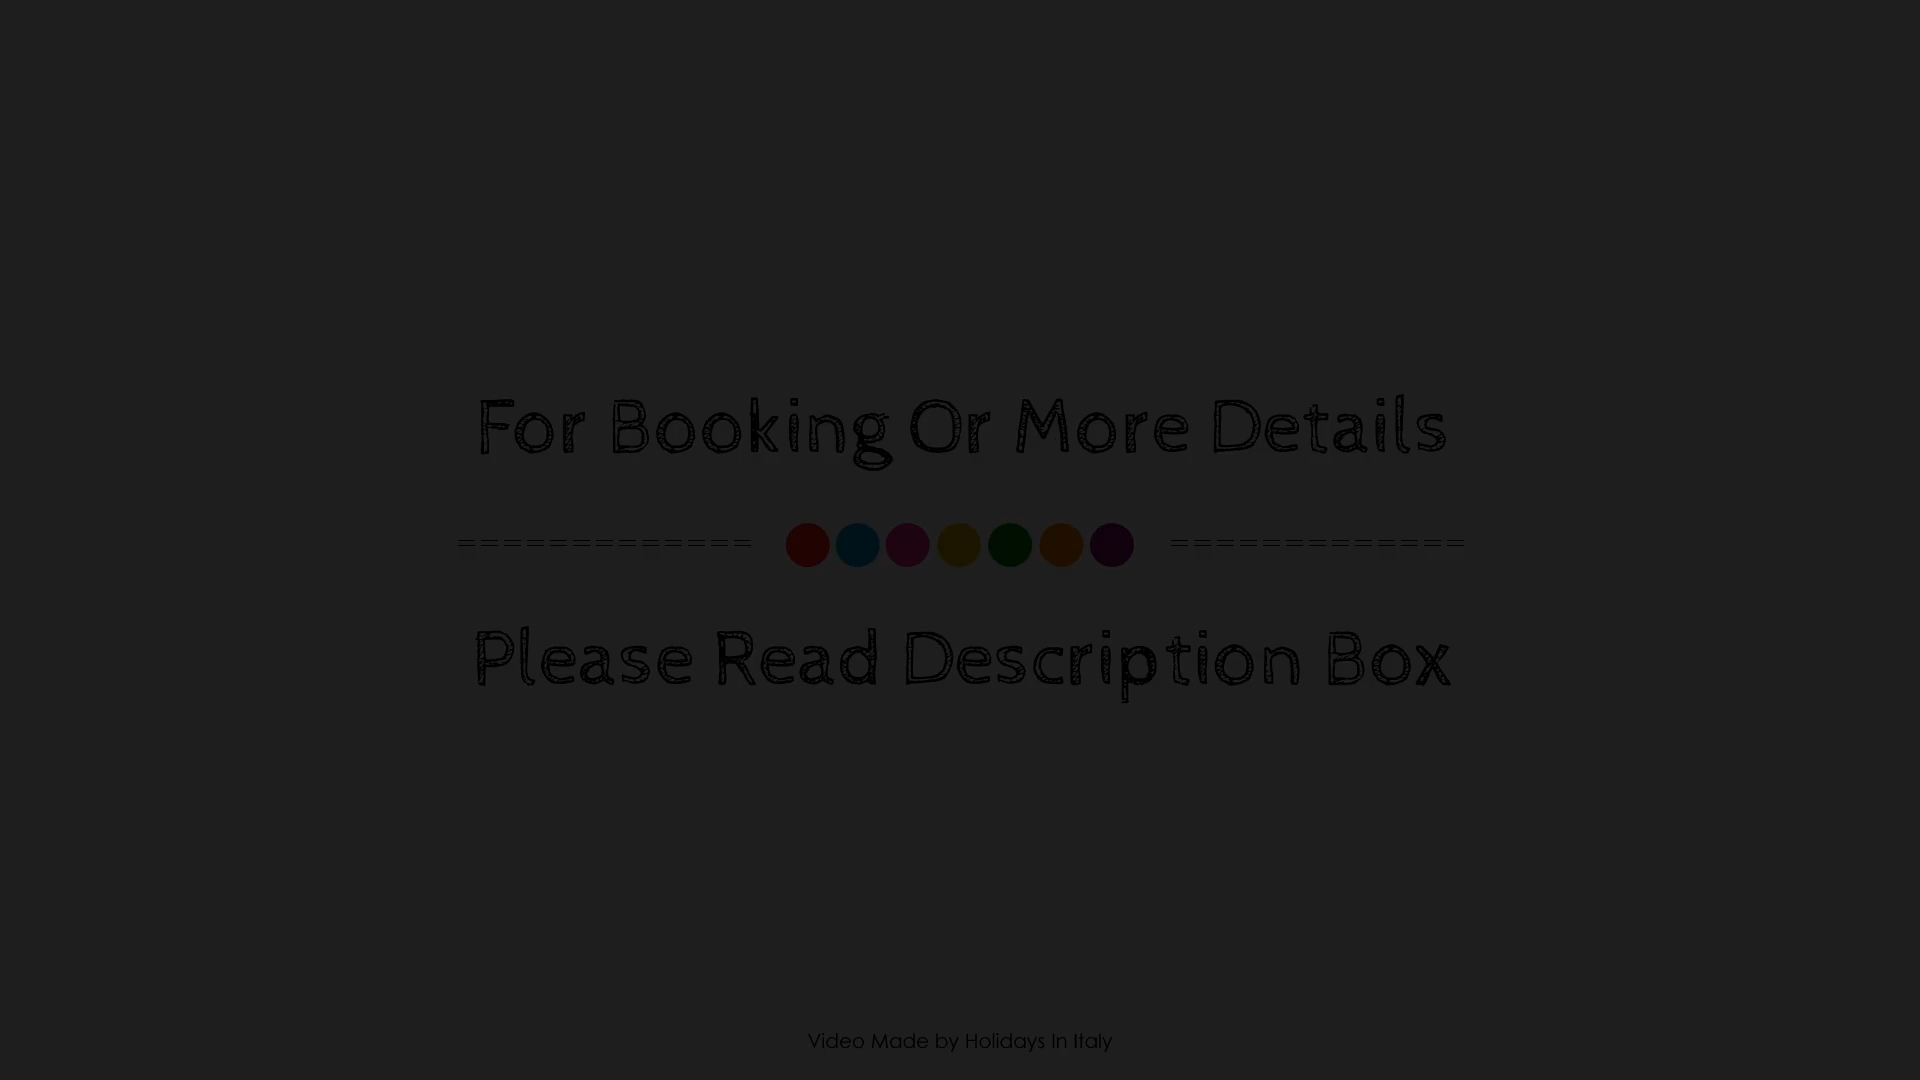 For Booking Or More Details
============= =============
Please Read Description Box
Video Made by Holidays In Italy